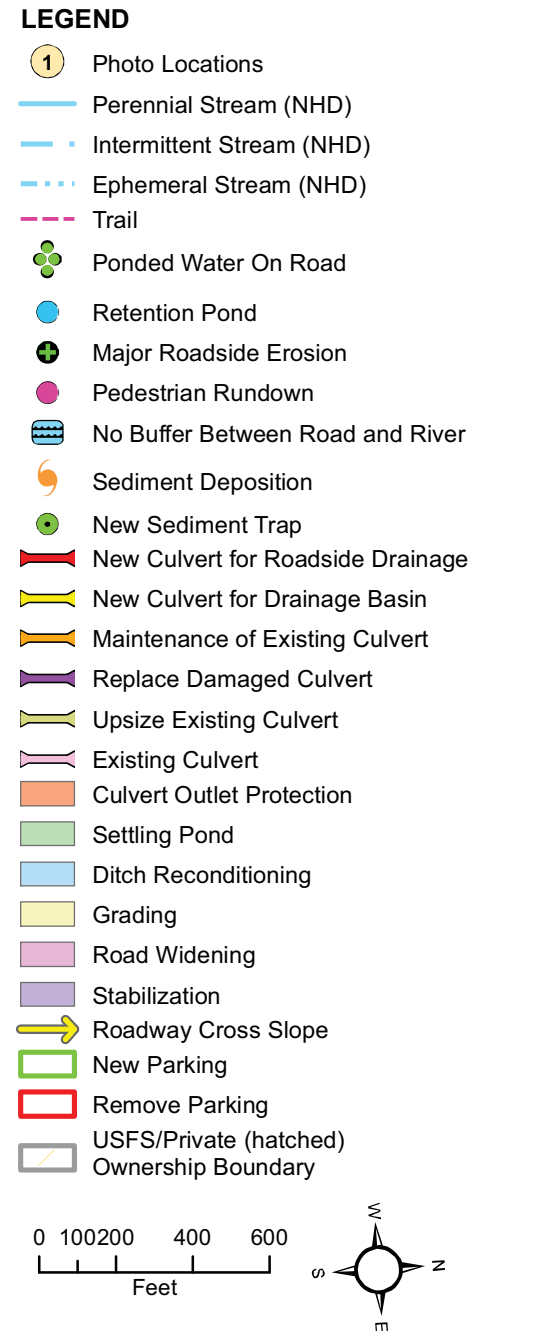 LEGEND
1 Photo Locations
Perennial Stream (NHD)
Intermittent Stream (NHD)
Ephemeral Stream (NHD)
Trail
Ponded Water On Road
Retention Pond
Major Roadside Erosion
Pedestrian Rundown
No Buffer Between Road and River
Sediment Deposition
New Sediment Trap
New Culvert for Roadside Drainage
New Culvert for Drainage Basin
Maintenance of Existing Culvert
Replace Damaged Culvert
Upsize Existing Culvert
Existing Culvert
Culvert Outlet Protection
Settling Pond
Ditch Reconditioning
Grading
Road Widening
Stabilization
Roadway Cross Slope
New Parking
Remove Parking
USFS/Private (hatched)
Ownership Boundary
W
0 100 200 400 600
S N
Feet
E